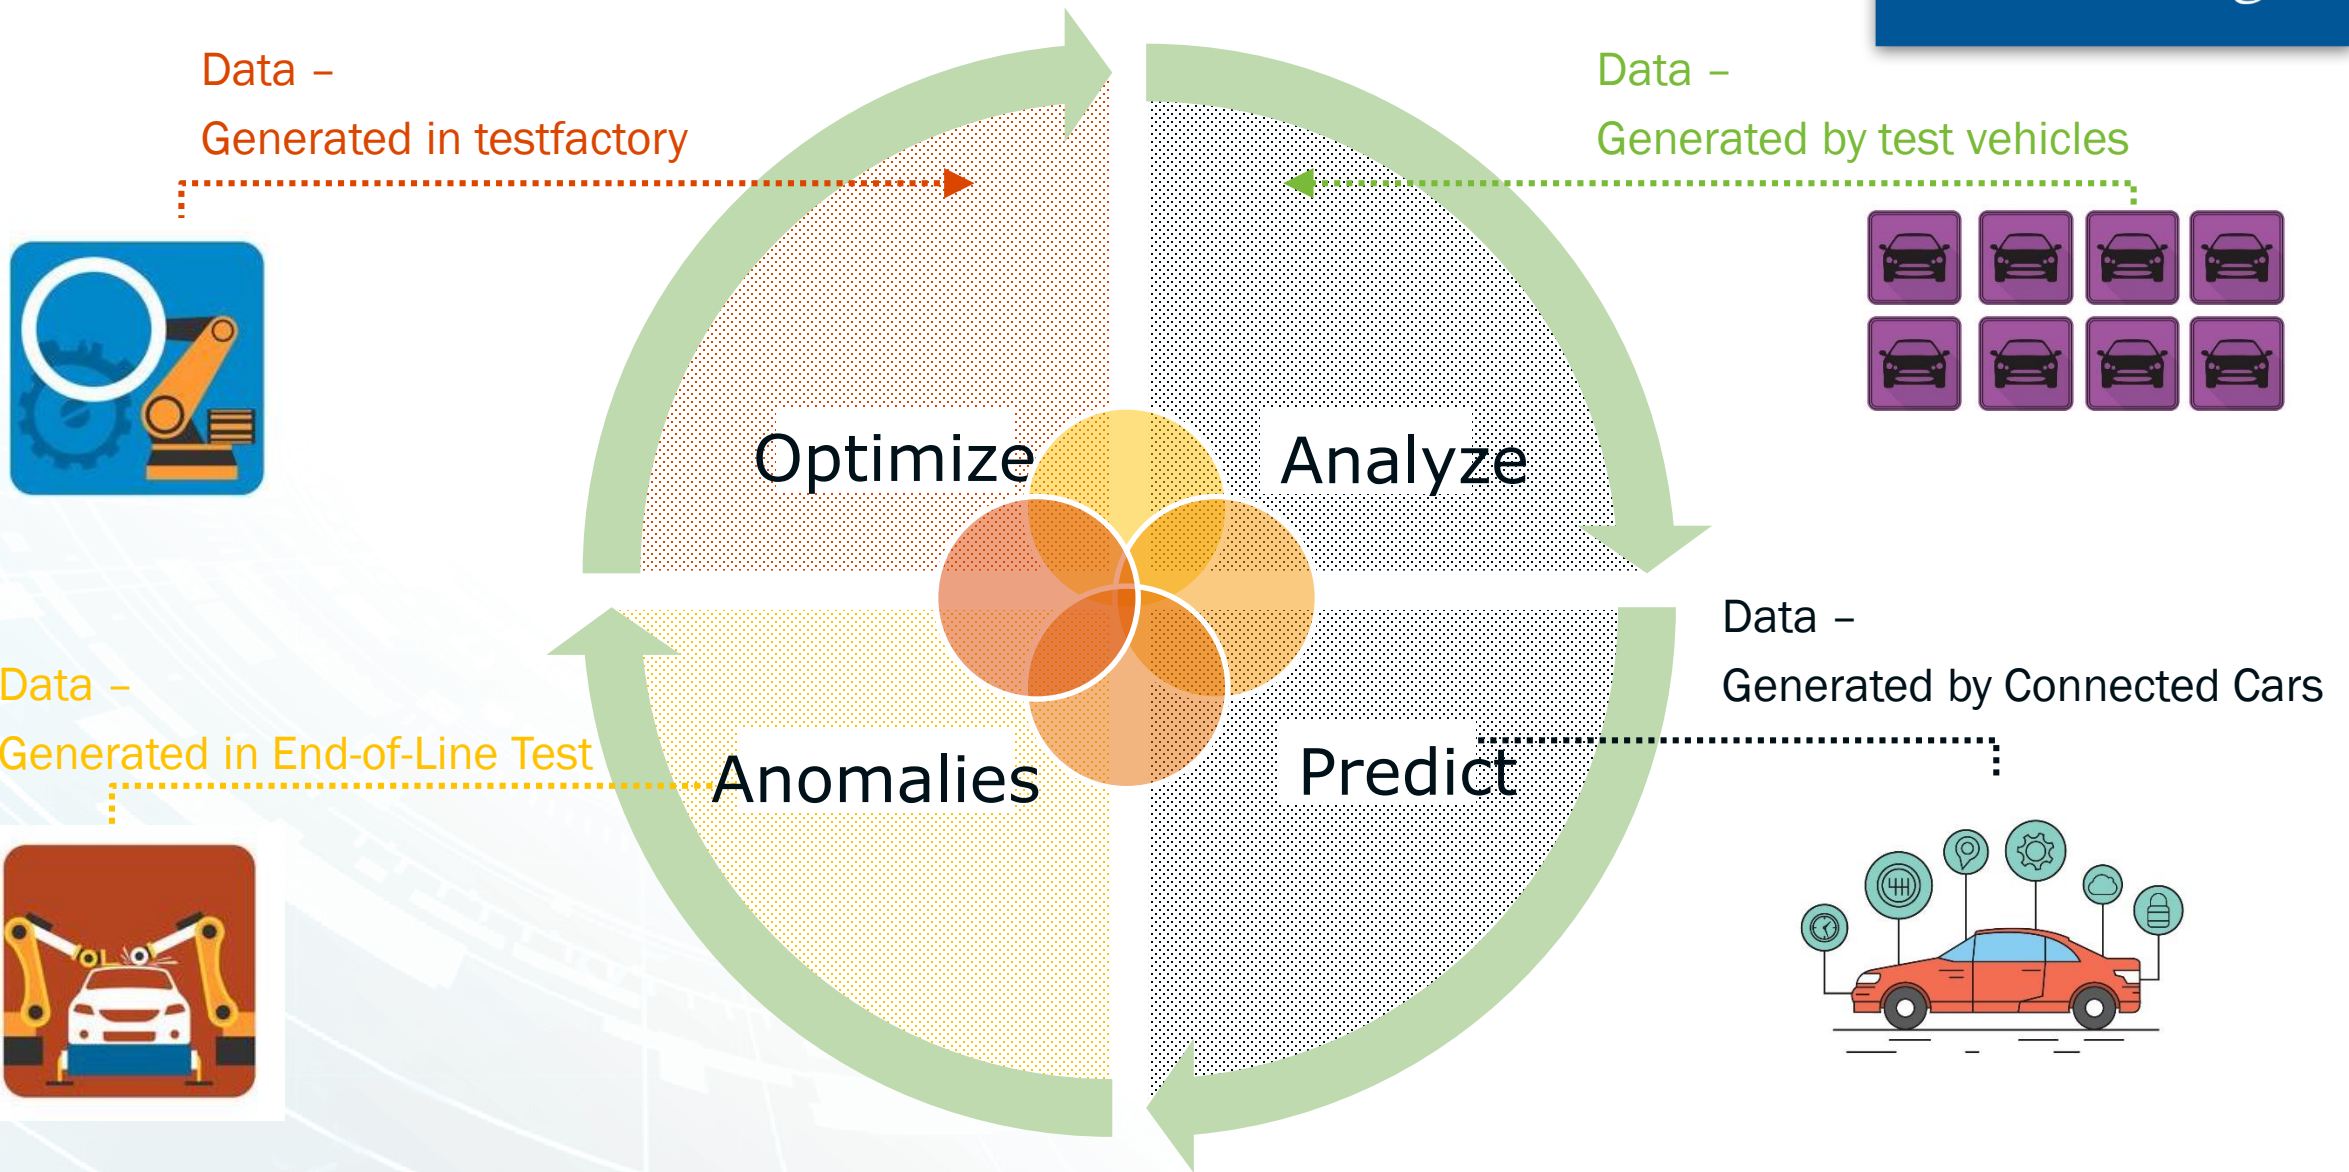 Data –
Generated in testfactory
Data –
Generated by test vehicles
Optimize
Analyze
Data –
Generated by Connected Cars
Data –
Generated in End-of-Line Test
Anomalies
Predict